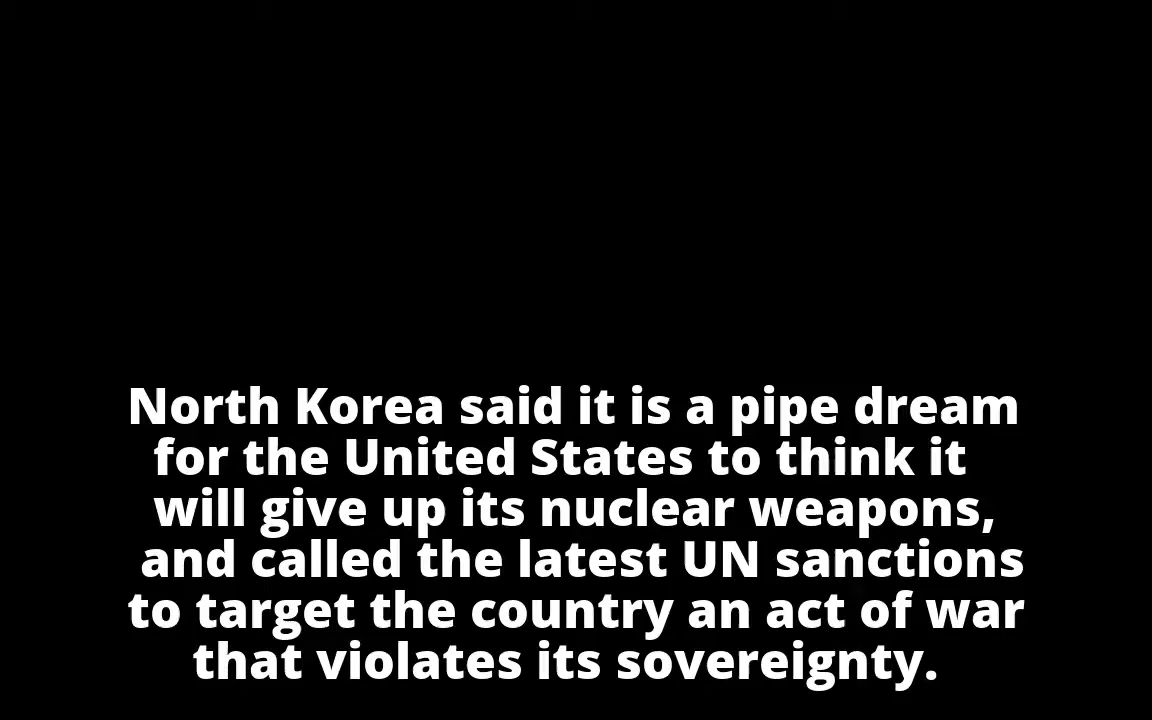 North Korea said it is a pipe dream
for the United States to think it
will give up its nuclear weapons,
and called the latest UN sanctions
to target the country an act of war
that violates its sovereignty.